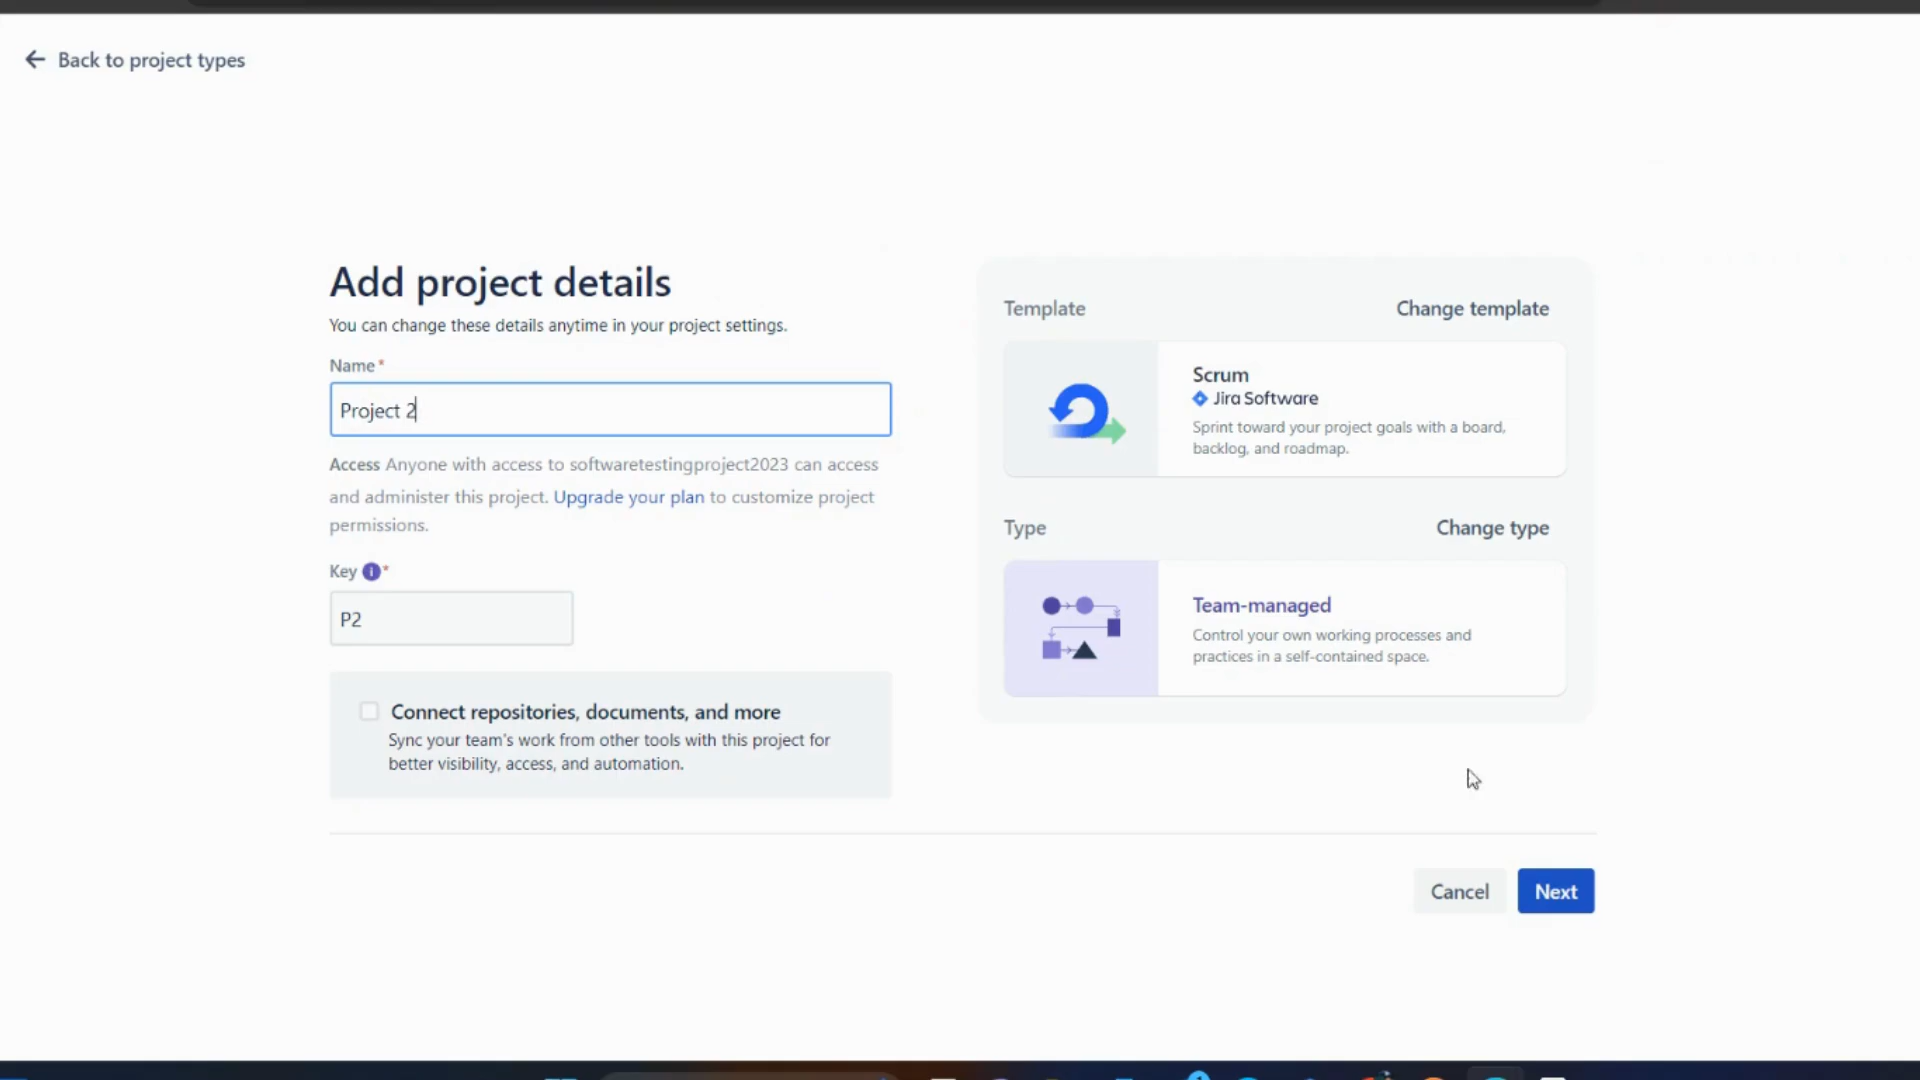 Back to project types
Add project details
You can change these details anytime in your project settings.
Name*
Project 2
Access Anyone with access to softwaretestingproject2023 can access
and administer this project. Upgrade your plan to customize project
permissions.
Key i*
P2
Connect repositories, documents, and more
Sync your team's work from other tools with this project for
better visibility, access, and automation.
Template
Change template
Scrum
Jira Software
Sprint toward your project goals with a board,
backlog, and roadmap.
Type
Change type
Team-managed
Control your own working processes and
practices in a self-contained space.
Cancel
Next